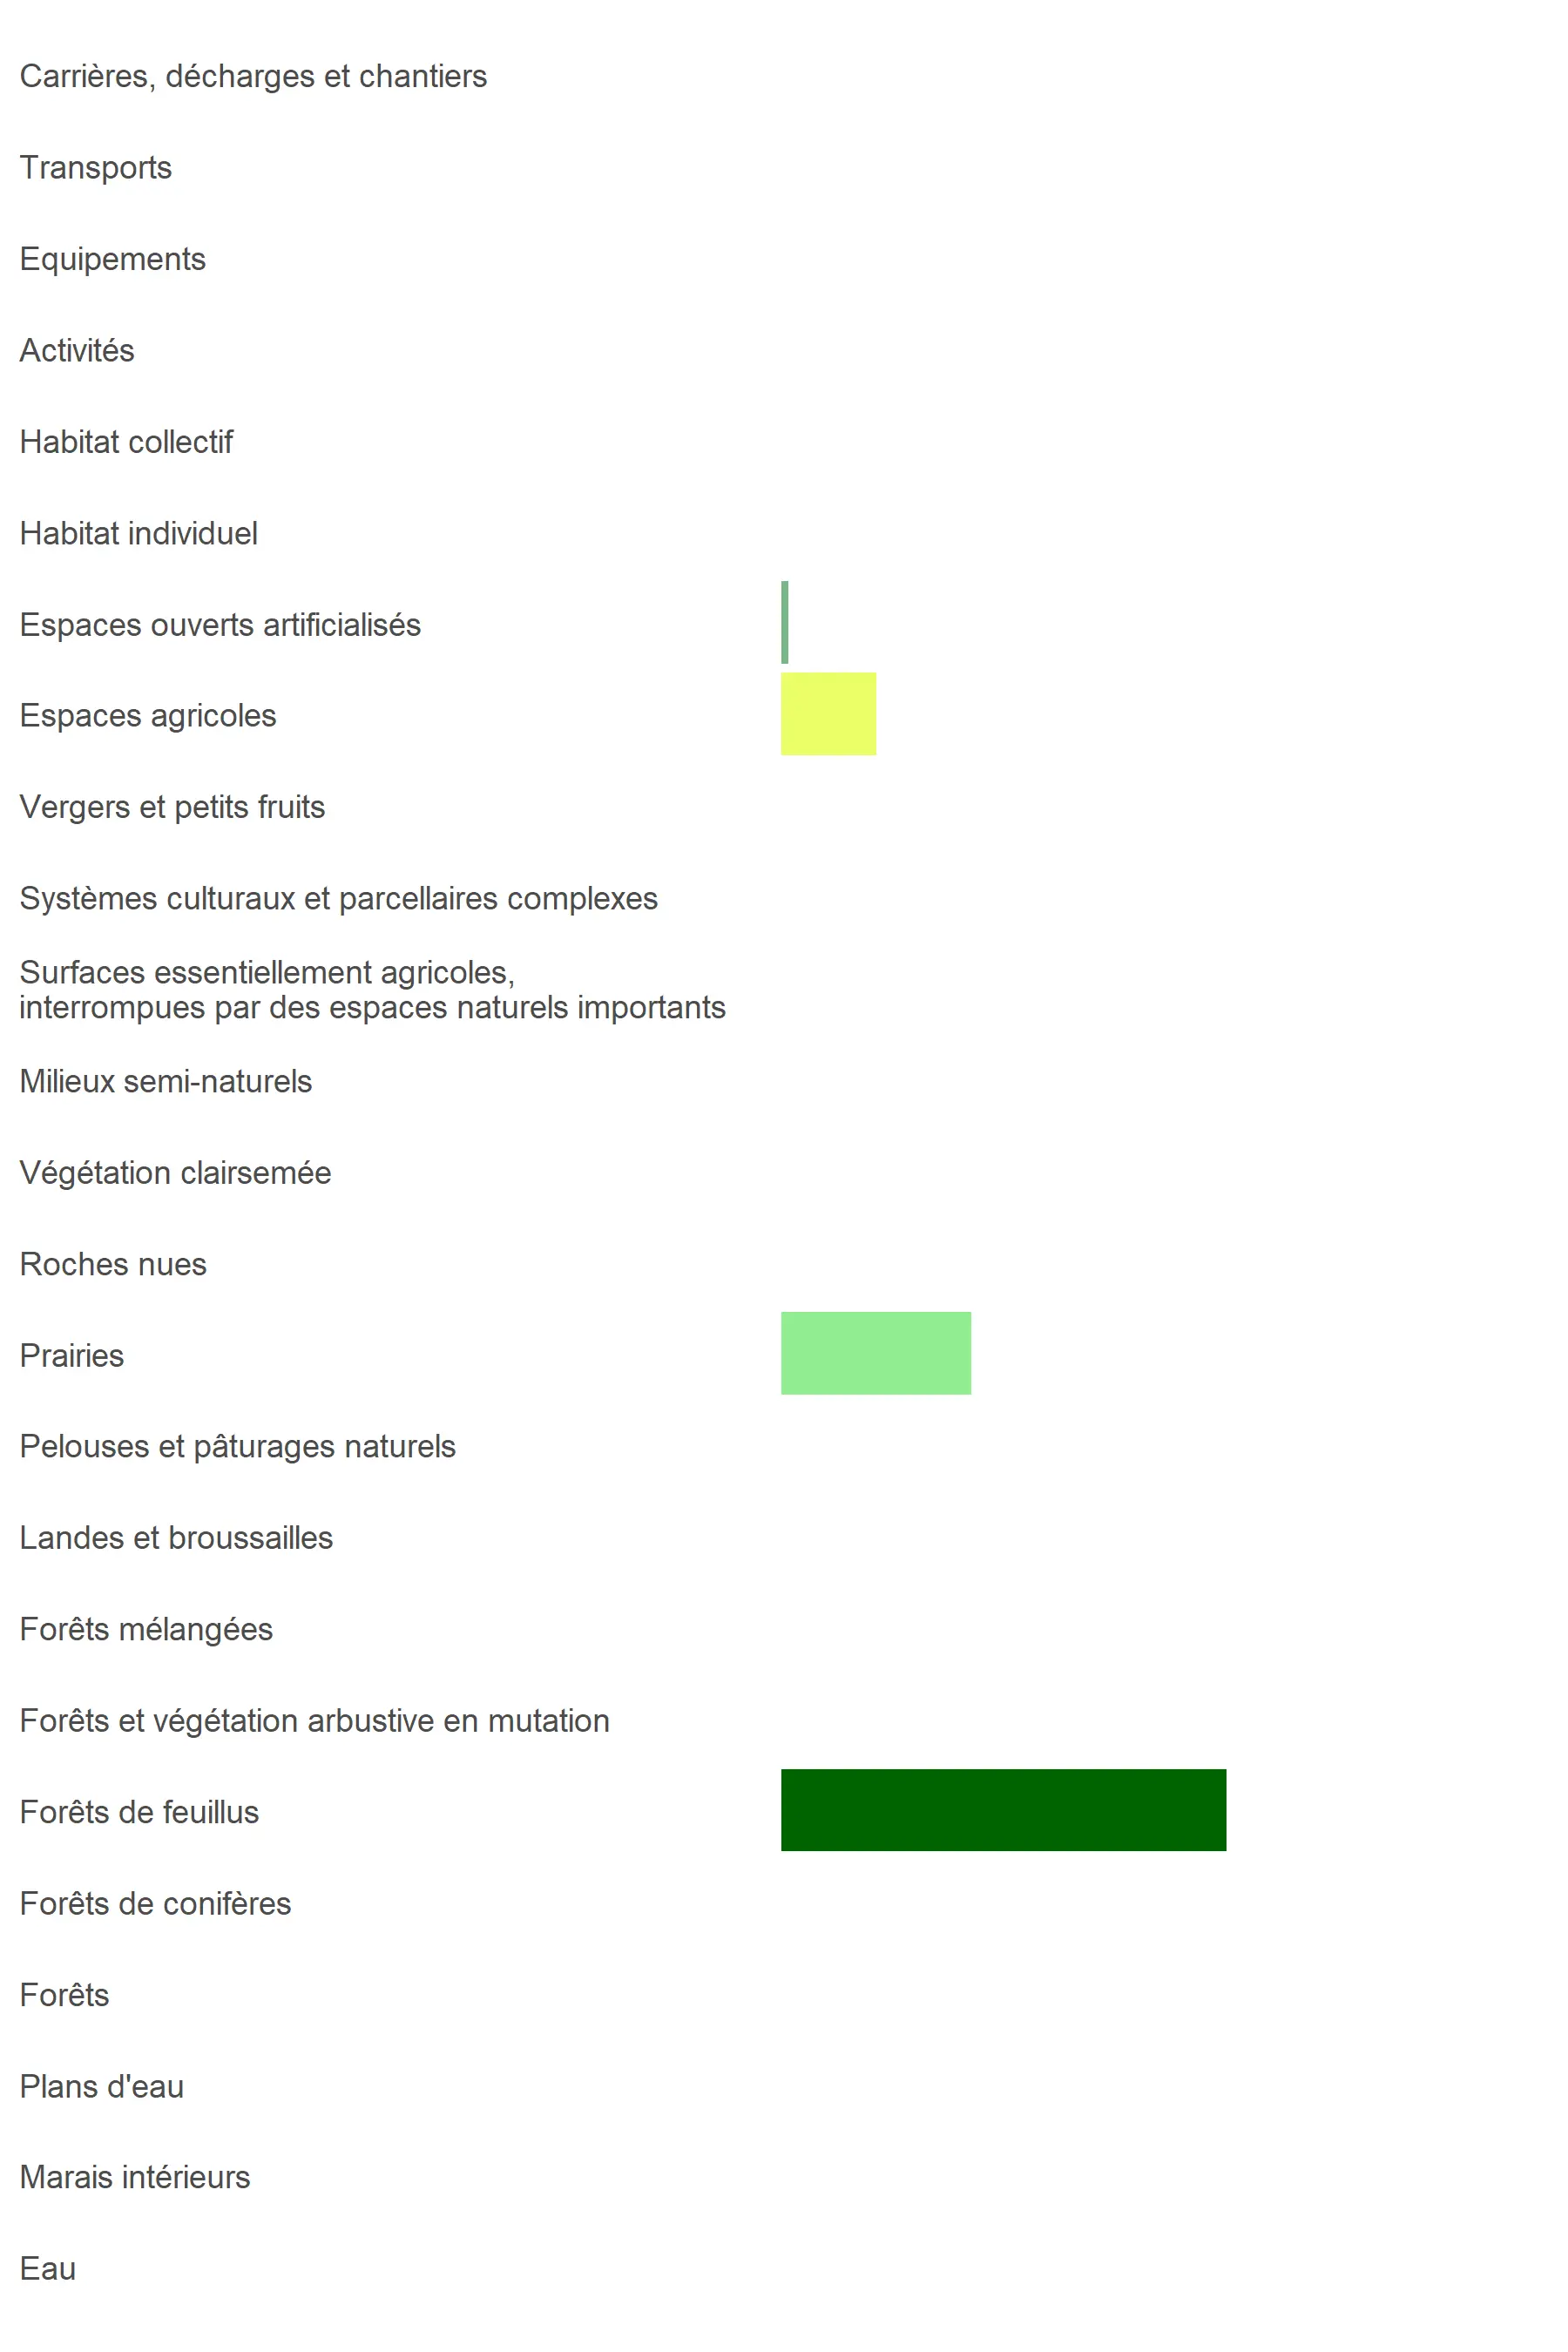 Carrières, décharges et chantiers
Transports
Equipements
Activités
Habitat collectif
Habitat individuel
Espaces ouverts artificialisés
Espaces agricoles
Vergers et petits fruits
Systèmes culturaux et parcellaires complexes
Surfaces essentiellement agricoles,
interrompues par des espaces naturels importants
Milieux semi-naturels
Végétation clairsemée
Roches nues
Prairies
Pelouses et pâturages naturels
Landes et broussailles
Forêts mélangées
Forêts et végétation arbustive en mutation
Forêts de feuillus
Forêts de conifères
Forêts
Plans d'eau
Marais intérieurs
Eau